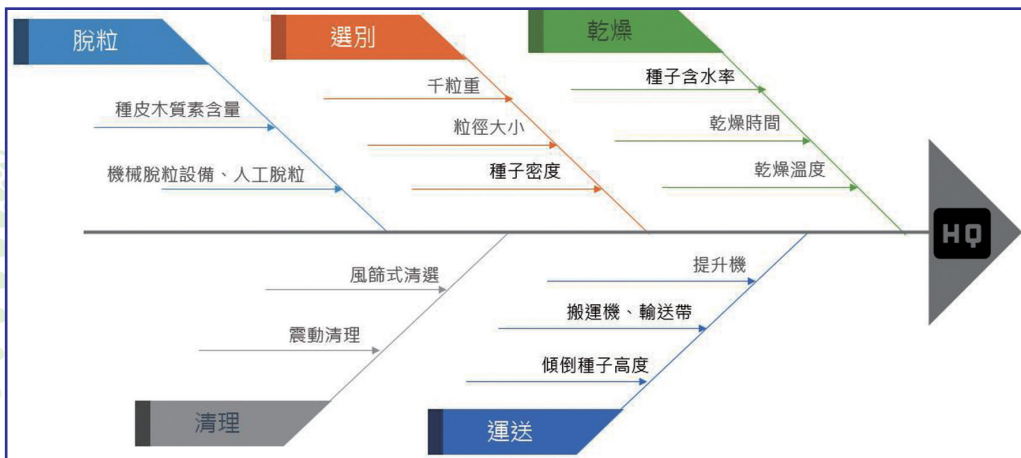 脫粒
種皮木質素含量
機械脫粒設備、人工脫粒
選別
千粒重
粒徑大小
種子密度
乾燥
種子含水率
乾燥時間
乾燥溫度
HQ
風篩式清選
震動清理
清理
提升機
搬運機、輸送帶
傾倒種子高度
運送